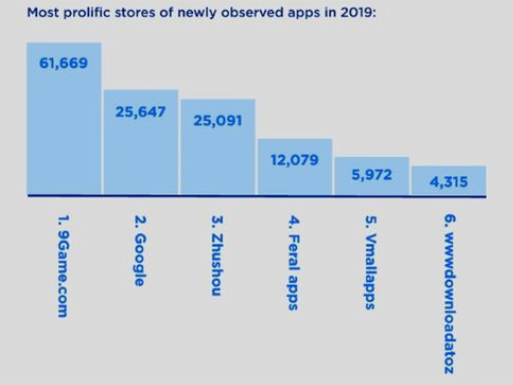 Most prolific stores of newly observed apps in 2019:
61,669
25,647
25,091
12,079
5,972
4,315
1. 9Game.com
2. Google
3. Zhushou
4. Feral apps
5. Vmallapps
6. wwwdownloadatoz